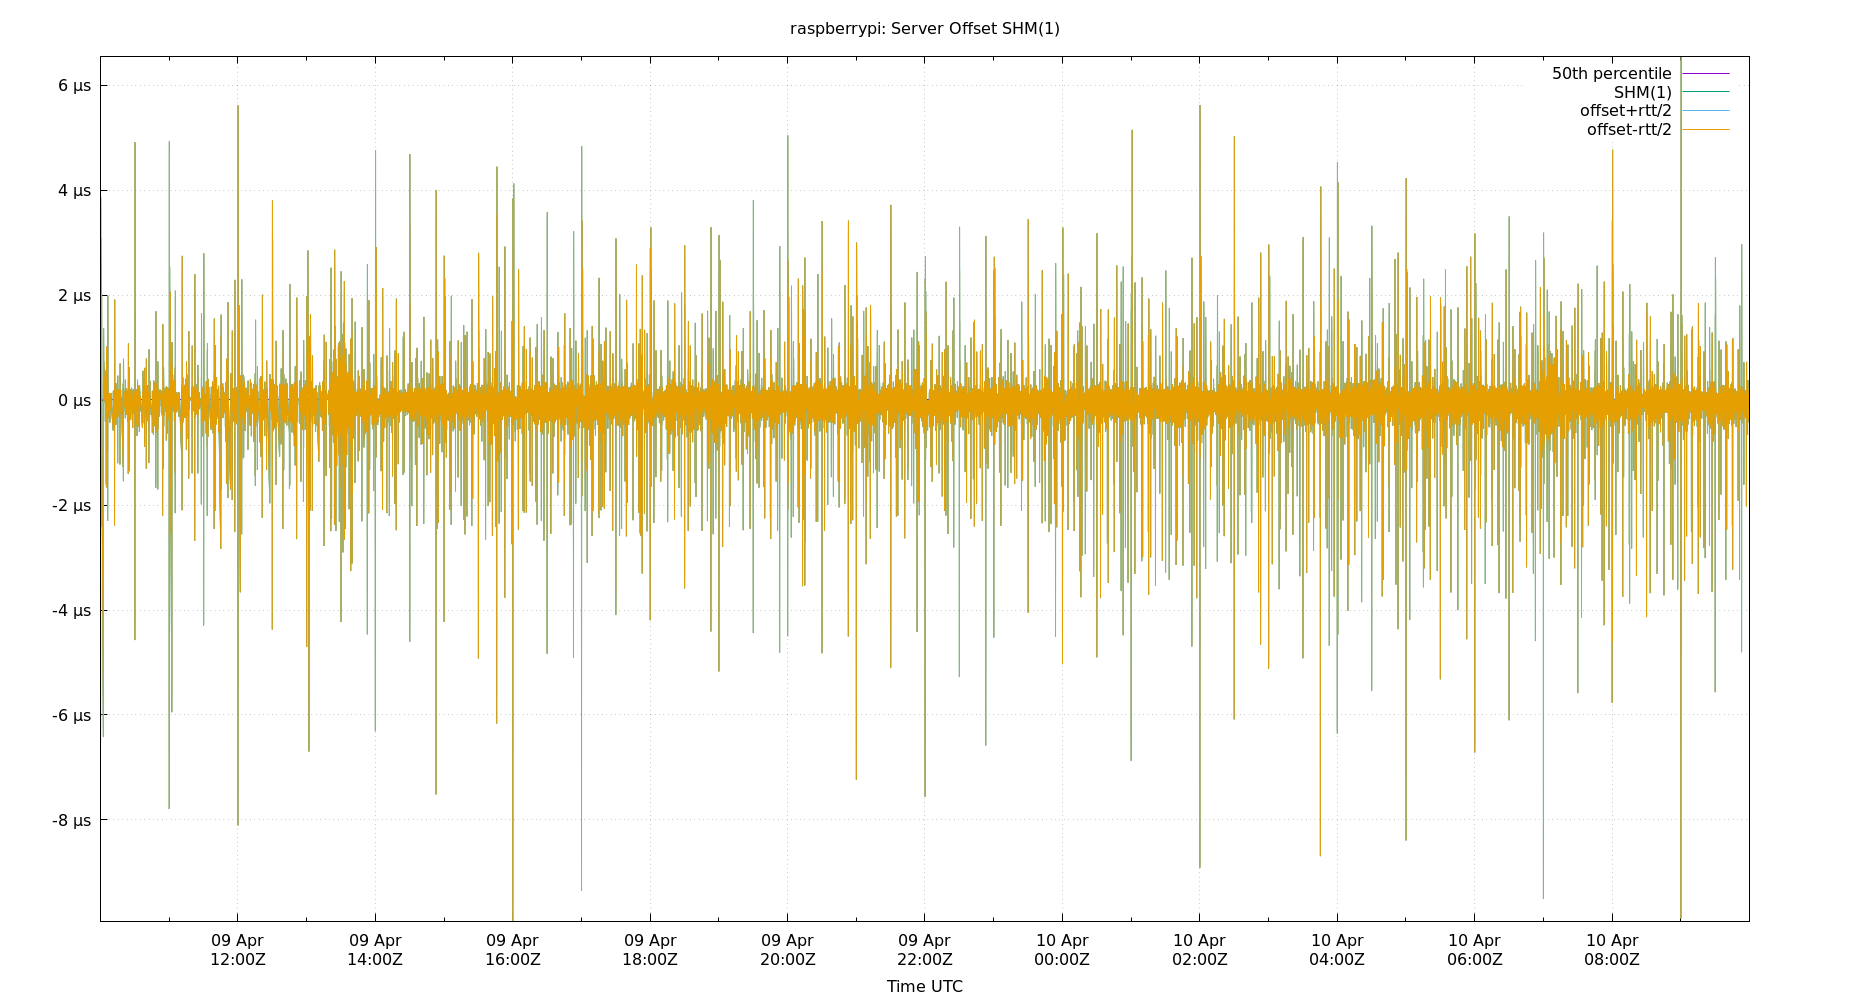 raspberrypi: Server Offset SHM(1)
50th percentile
SHM(1)
offset+rtt/2
offset-rtt/2
6 µs
4 µs
2 µs
0 µs
-2 µs
-4 µs
-6 µs
-8 µs
09 Apr 09 Apr 09 Apr 09 Apr 09 Apr 09 Apr 10 Apr 10 Apr 10 Apr 10 Apr 10 Apr
12:00Z 14:00Z 16:00Z 18:00Z 20:00Z 22:00Z 00:00Z 02:00Z 04:00Z 06:00Z 08:00Z
Time UTC